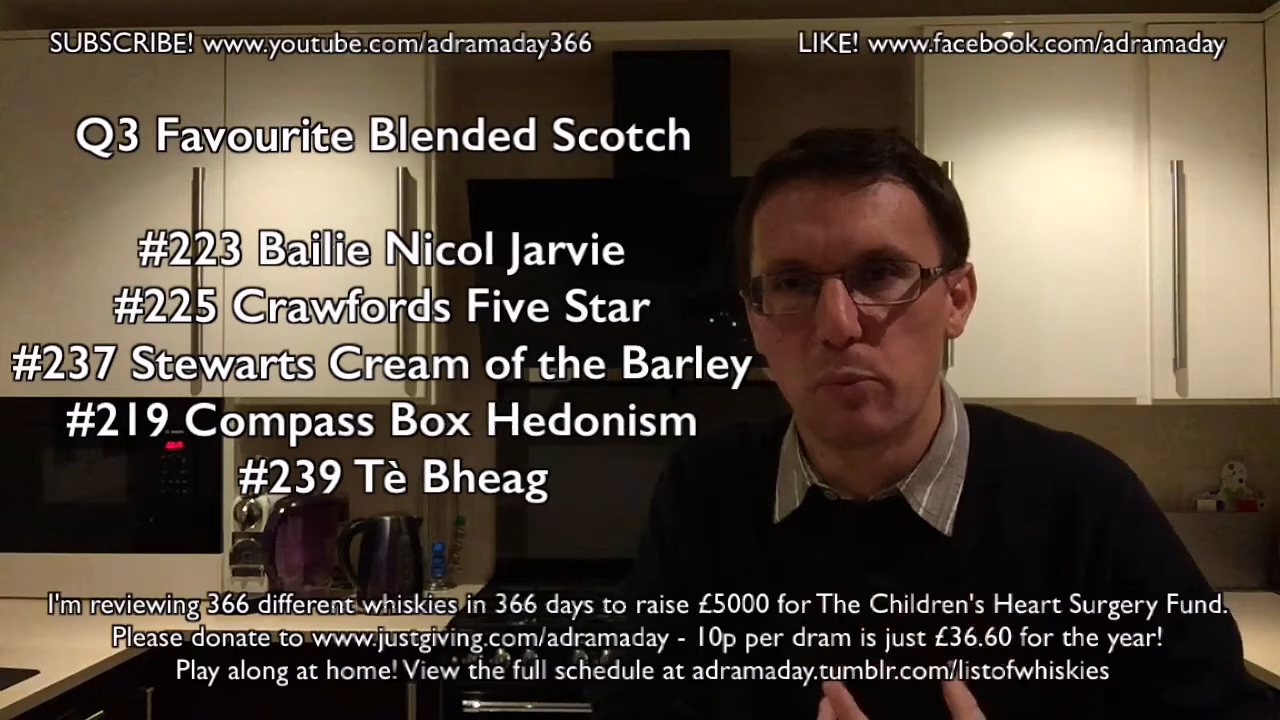 SUBSCRIBE! www.youtube.com/adramaday366
LIKE! www.facebook.com/adramaday
Q3 Favourite Blended Scotch
#223 Bailie Nicol Jarvie
#225 Crawfords Five Star
#237 Stewarts Cream of the Barley
#219 Compass Box Hedonism
#239 Tè Bheag
I'm reviewing 366 different whiskies in 366 days to raise £5000 for The Children's Heart Surgery Fund.
Please donate to www.justgiving.com/adramaday - 10p per dram is just £36.60 for the year!
Play along at home! View the full schedule at adramaday.tumblr.com/listofwhiskies